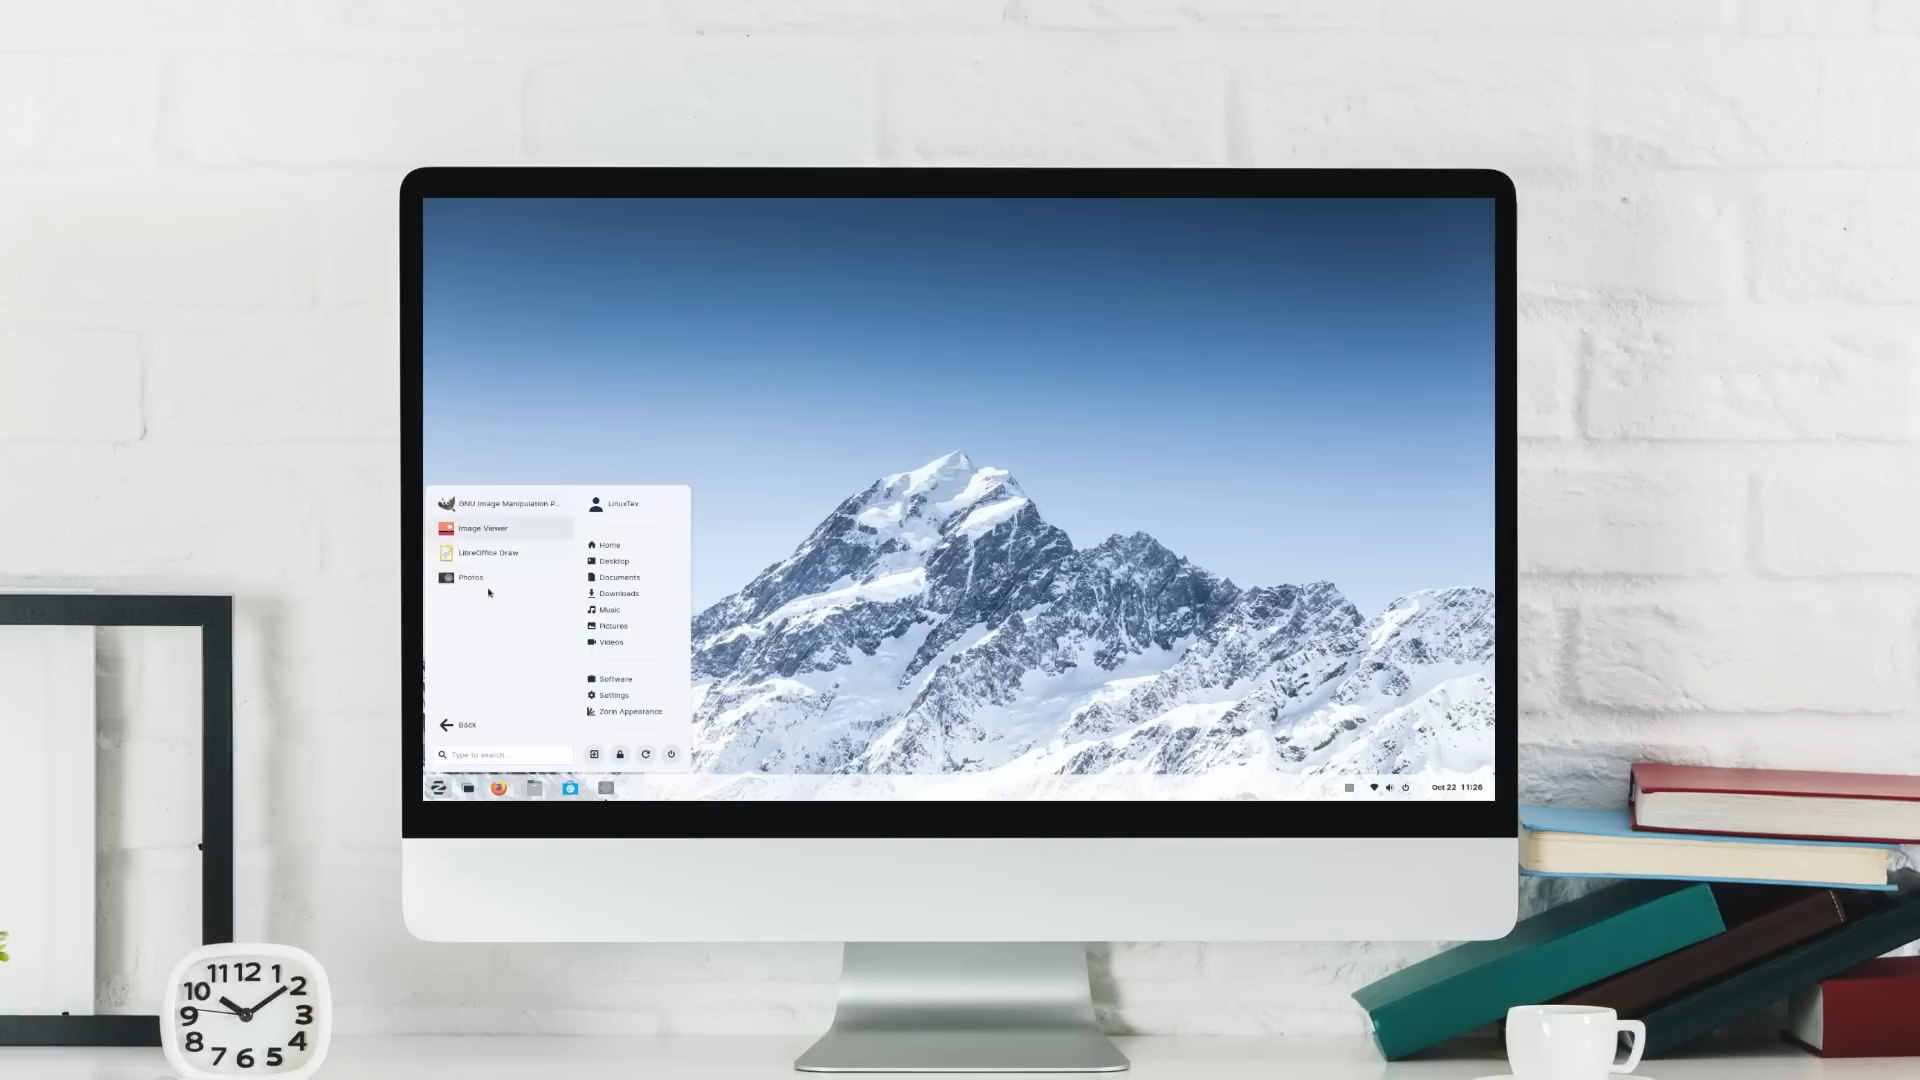 GNU Image Manipulation P...
Image Viewer
LibreOffice Draw
Photos
Back
Type to search...
LinuxTex
Home
Desktop
Documents
Downloads
Music
Pictures
Videos
Software
Settings
Zorin Appearance
Oct 22 11:26
11 12 1
10 2
9 3
8 4
7 6 5